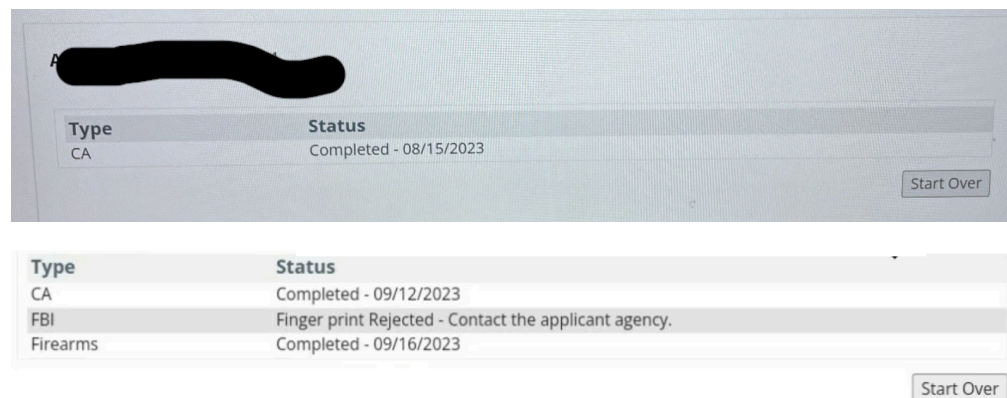 Type Status
CA Completed - 08/15/2023
Start Over
Type Status
CA Completed - 09/12/2023
FBI Finger print Rejected - Contact the applicant agency.
Firearms Completed - 09/16/2023
Start Over